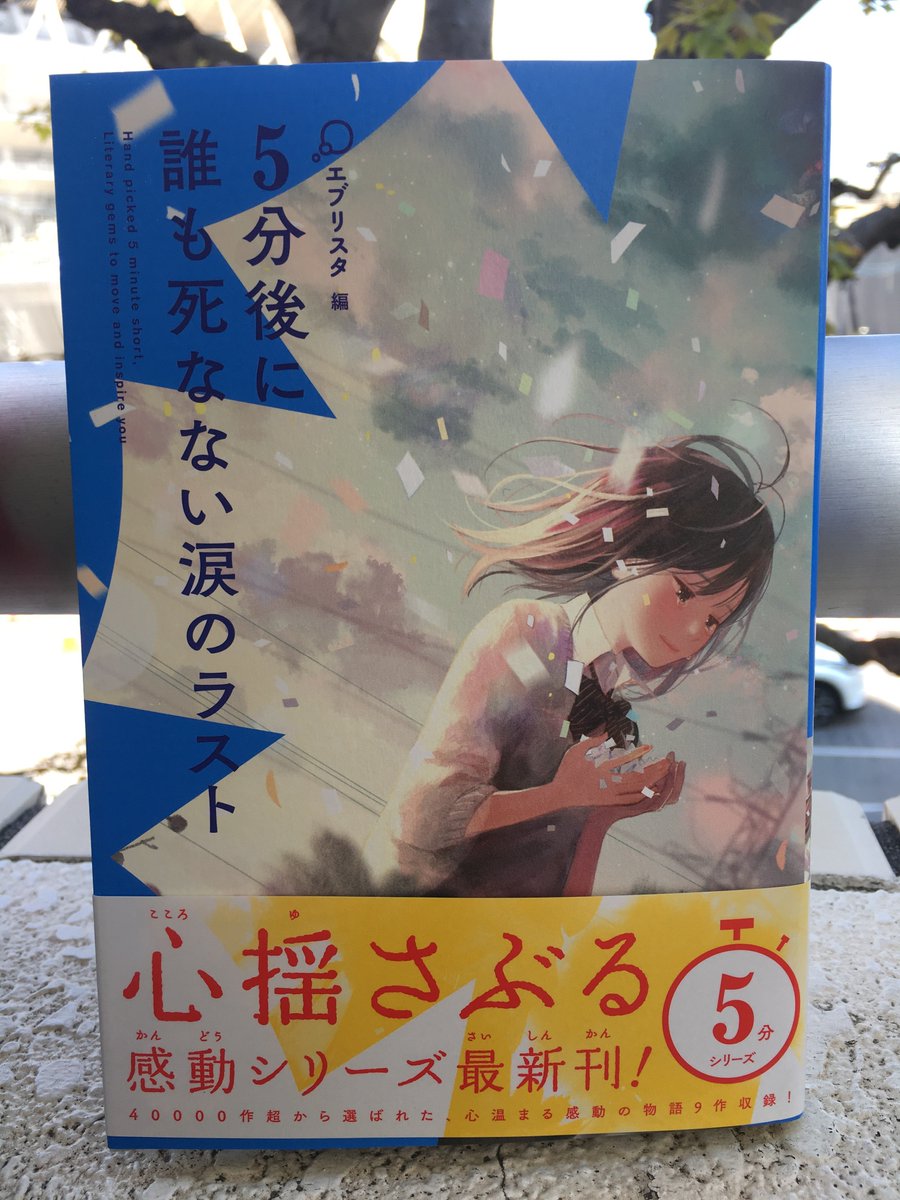 エブリスタ 編
5分後に
誰も死なない涙のラスト
Hand picked 5 minute short,
Literary gems to move and inspire you
こころ ゆ
心揺さぶる
かん どう さい しん かん
感動シリーズ最新刊!
5分
シリーズ
40000作超から選ばれた、心温まる感動の物語9作収録!